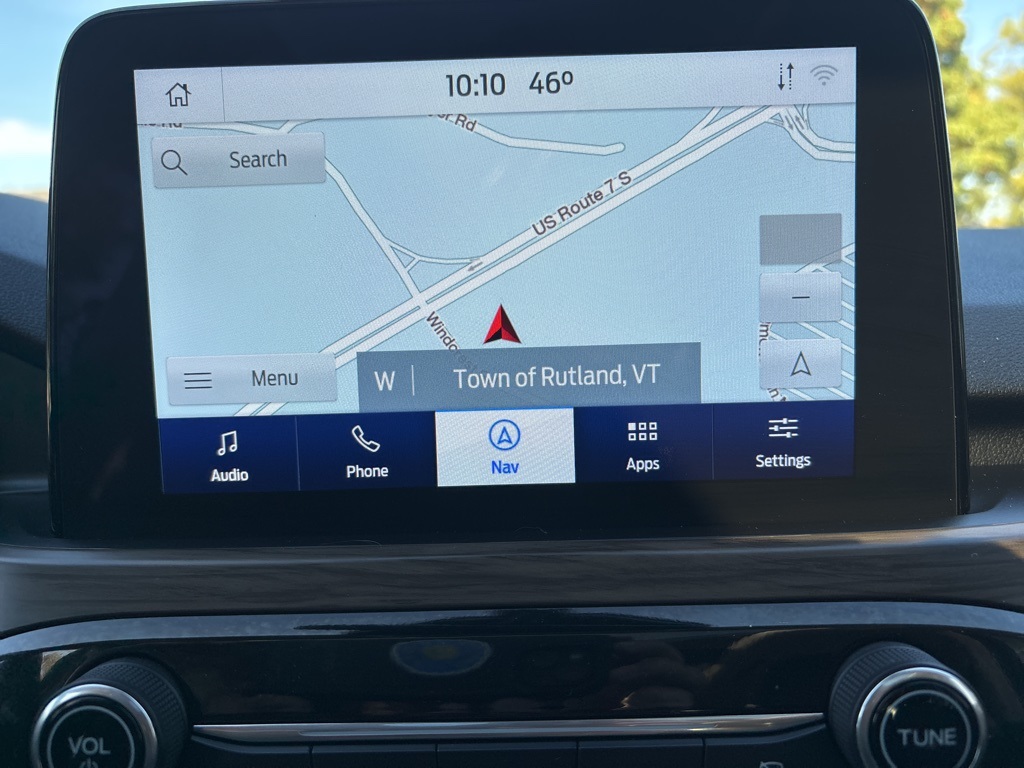 10:10 46º
Rd
Search
US Route 7 S
W Town of Rutland, VT
Menu
Audio
Phone
Nav
Apps
Settings
VOL
TUNE